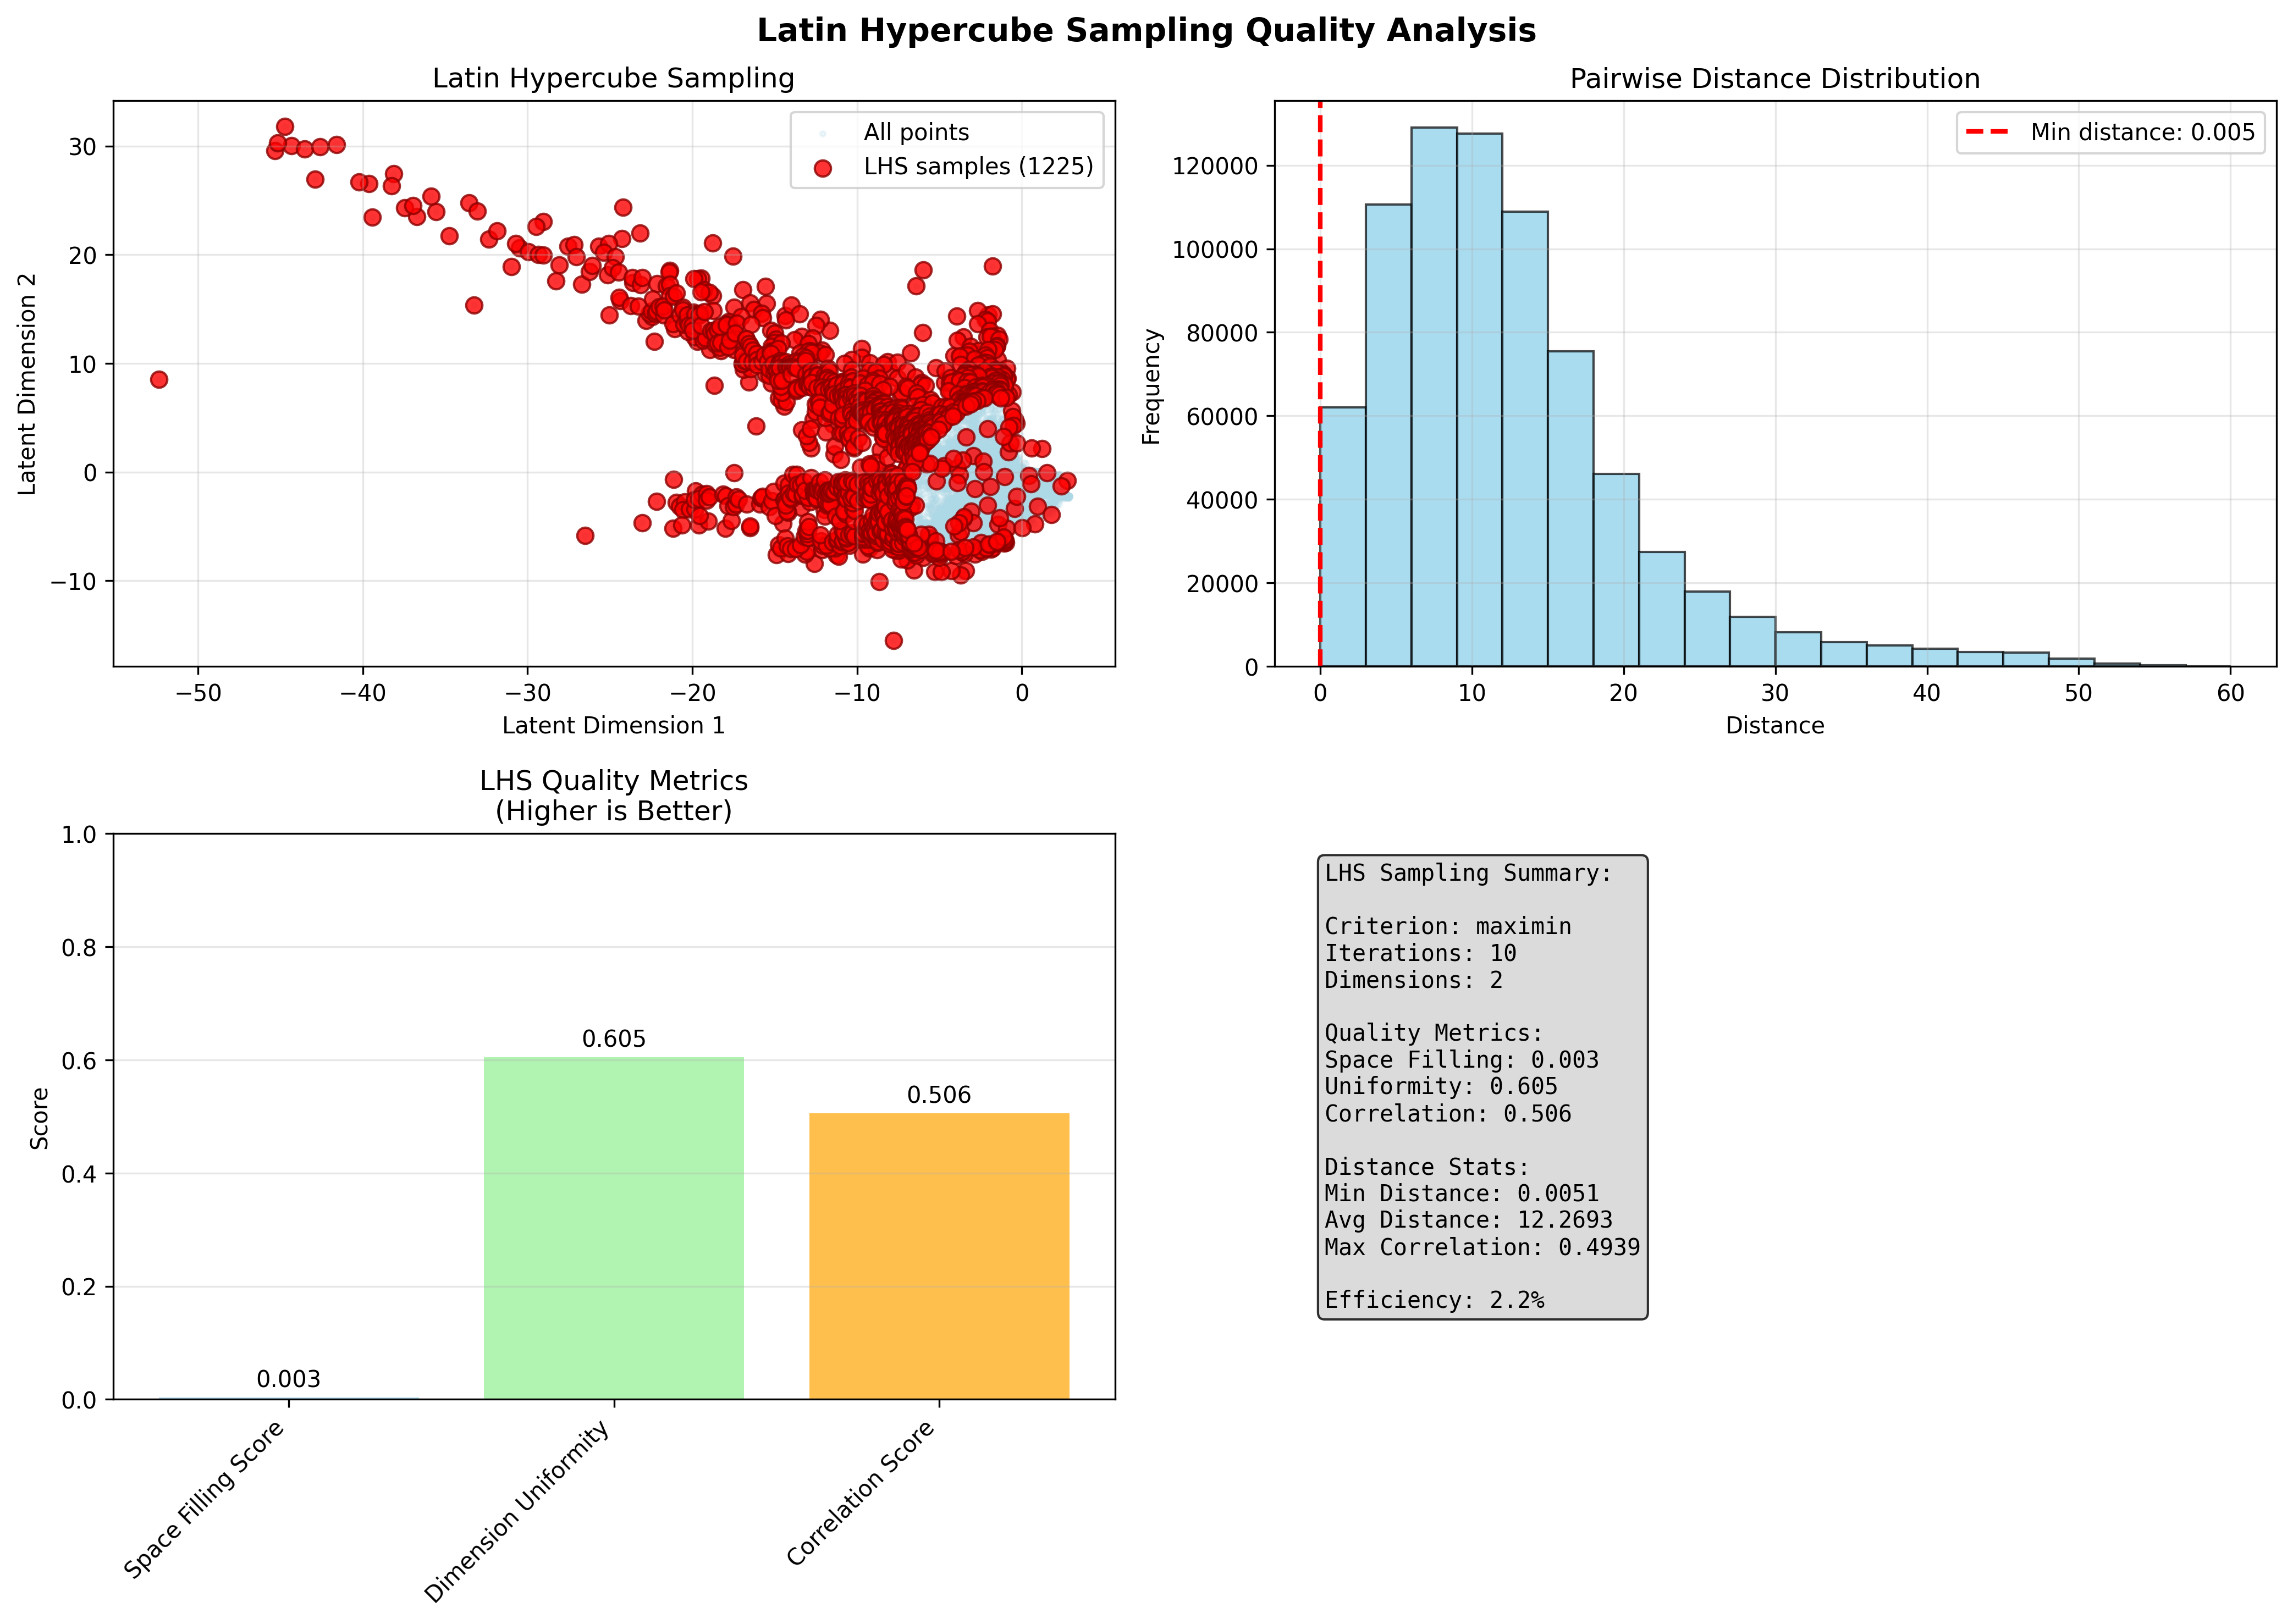 Latin Hypercube Sampling Quality Analysis
Latin Hypercube Sampling
All points
LHS samples (1225)
30
20
10
0
−10
Latent Dimension 2
−50
−40
−30
−20
−10
0
Latent Dimension 1
Pairwise Distance Distribution
Min distance: 0.005
120000
100000
80000
60000
40000
20000
0
Frequency
0
10
20
30
40
50
60
Distance
LHS Quality Metrics
(Higher is Better)
1.0
0.8
0.6
0.4
0.2
0.0
Score
0.003
0.605
0.506
Space Filling Score
Dimension Uniformity
Correlation Score
LHS Sampling Summary:
Criterion: maximin
Iterations: 10
Dimensions: 2
Quality Metrics:
Space Filling: 0.003
Uniformity: 0.605
Correlation: 0.506
Distance Stats:
Min Distance: 0.0051
Avg Distance: 12.2693
Max Correlation: 0.4939
Efficiency: 2.2%